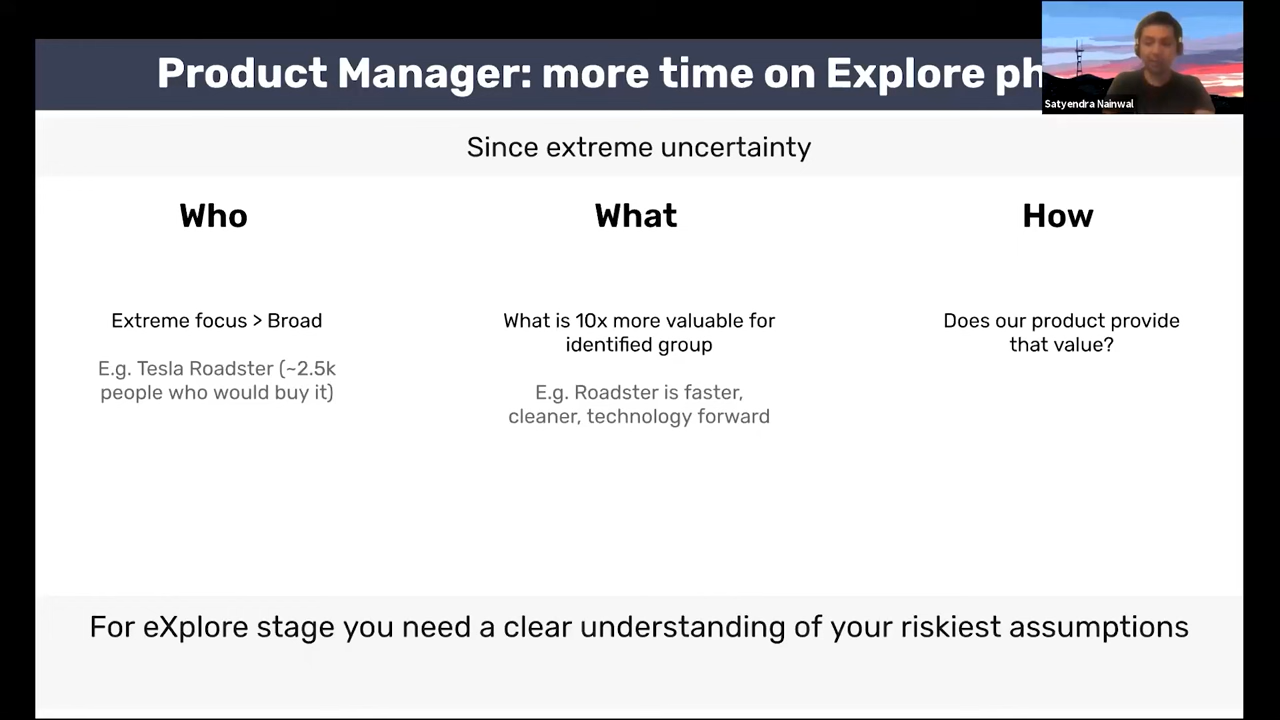 Product Manager: more time on Explore ph
Satyendra Nainwal
Since extreme uncertainty
Who
What
How
Extreme focus > Broad
E.g. Tesla Roadster (~2.5k
people who would buy it)
What is 10x more valuable for
identified group
E.g. Roadster is faster,
cleaner, technology forward
Does our product provide
that value?
For eXplore stage you need a clear understanding of your riskiest assumptions